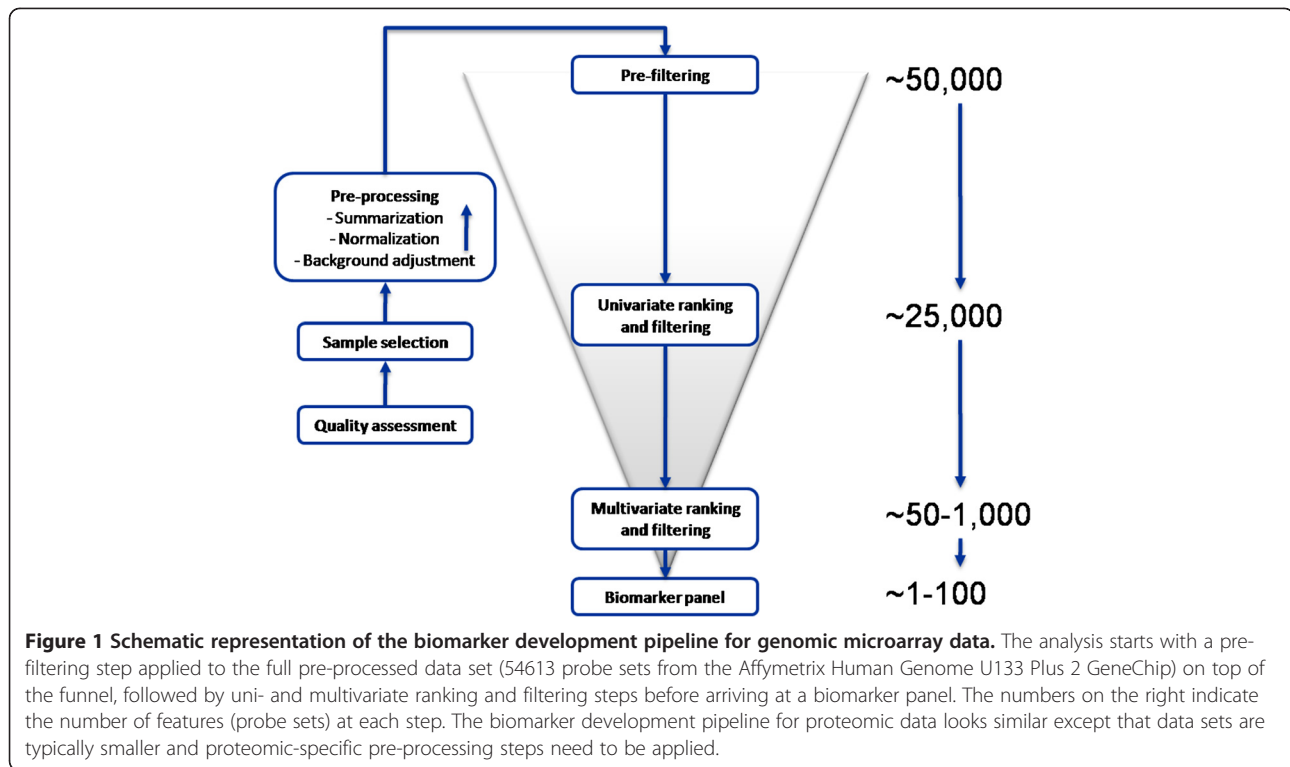 Pre-filtering
~50,000
Pre-processing
- Summarization
- Normalization
- Background adjustment
Univariate ranking
and filtering
~25,000
Sample selection
Quality assessment
Multivariate ranking
and filtering
~50-1,000
Biomarker panel
~1-100
Figure 1 Schematic representation of the biomarker development pipeline for genomic microarray data. The analysis starts with a pre-
filtering step applied to the full pre-processed data set (54613 probe sets from the Affymetrix Human Genome U133 Plus 2 GeneChip) on top of
the funnel, followed by uni- and multivariate ranking and filtering steps before arriving at a biomarker panel. The numbers on the right indicate
the number of features (probe sets) at each step. The biomarker development pipeline for proteomic data looks similar except that data sets are
typically smaller and proteomic-specific pre-processing steps need to be applied.